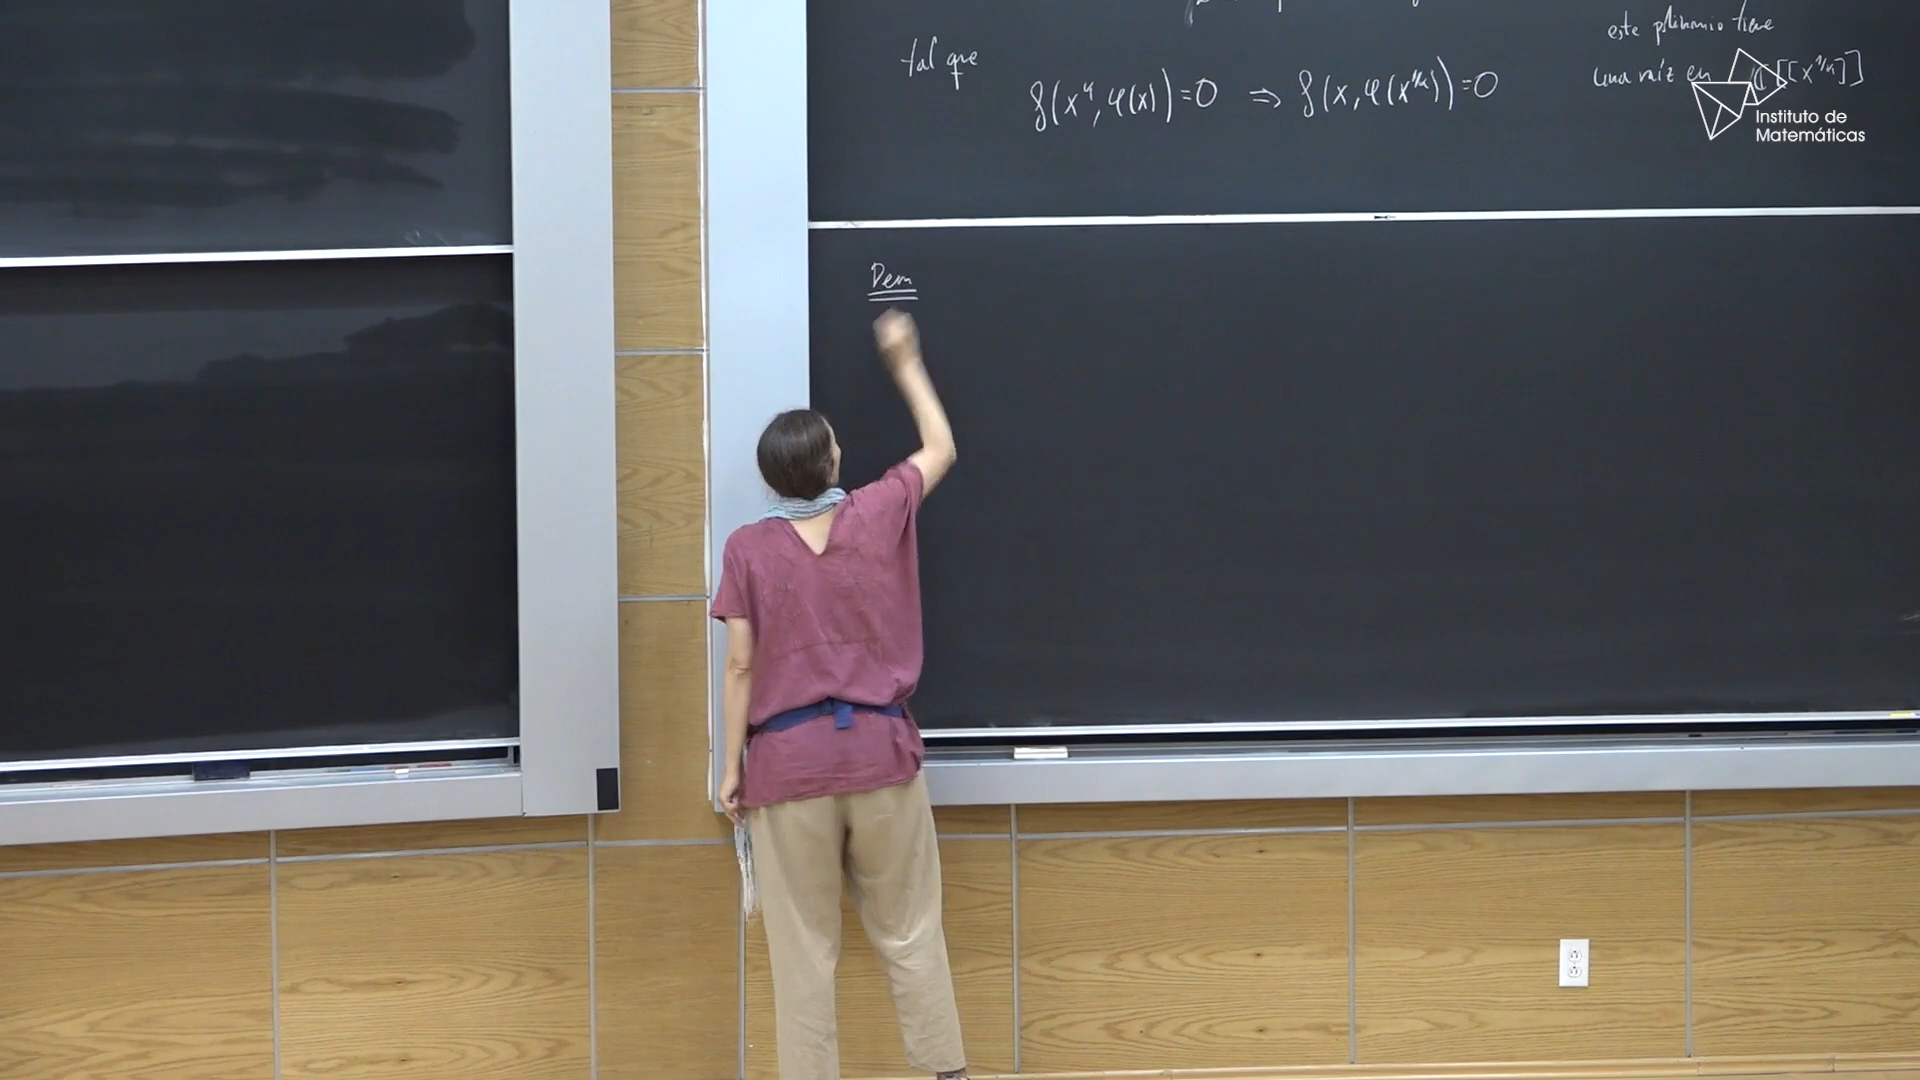 tal que
f(x^n, φ(x))=0 ⇒ f(x, φ(x^{1/n}))=0
este polinomio tiene
una raíz en ℂ[[x^{1/n}]]
Instituto de
Matemáticas
Dem